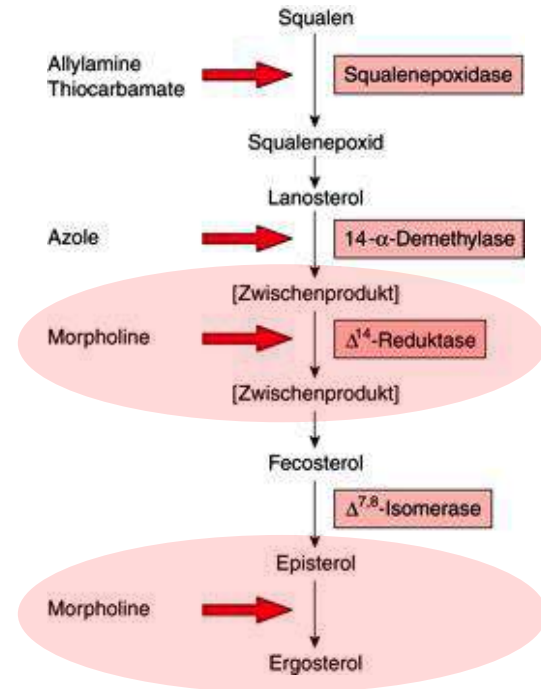 Squalen
Allylamine
Thiocarbamate
Squalenepoxidase
Squalenepoxid
Lanosterol
Azole
14-α-Demethylase
[Zwischenprodukt]
Morpholine
Δ¹⁴-Reduktase
[Zwischenprodukt]
Fecosterol
Δ⁷,⁸-Isomerase
Episterol
Morpholine
Ergosterol